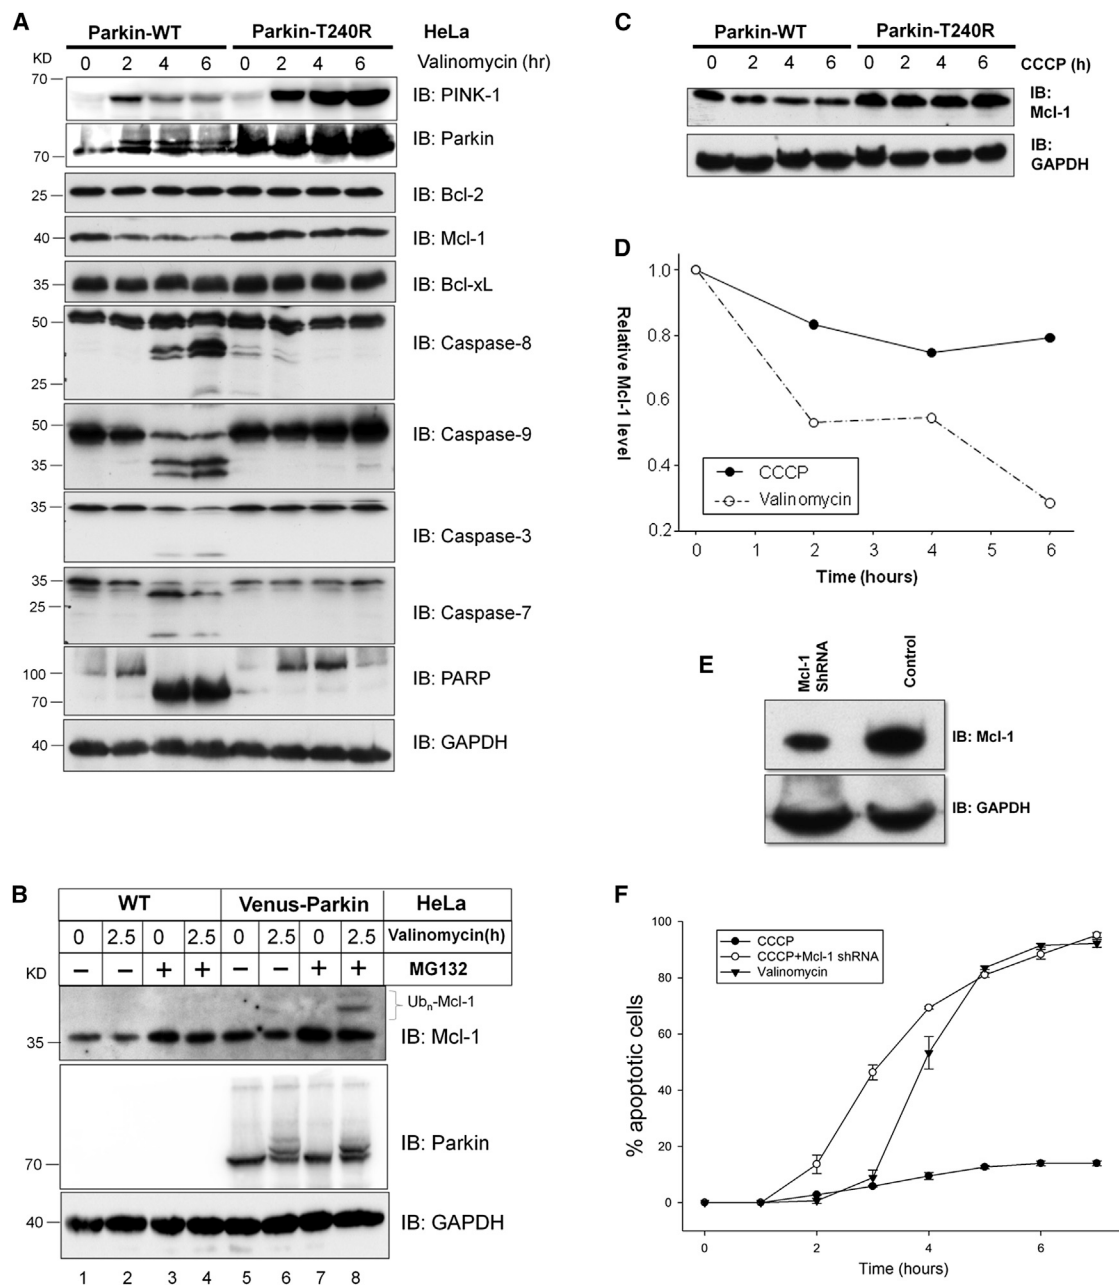 A
Parkin-WT Parkin-T240R HeLa
KD 0 2 4 6 0 2 4 6 Valinomycin (hr)
70 IB: PINK-1
70 IB: Parkin
25 IB: Bcl-2
40 IB: Mcl-1
35 IB: Bcl-xL
50 IB: Caspase-8
25
50 IB: Caspase-9
35
35 IB: Caspase-3
35 IB: Caspase-7
25
100 IB: PARP
70
40 IB: GAPDH
B
WT Venus-Parkin HeLa
0 2.5 0 2.5 0 2.5 0 2.5 Valinomycin(h)
KD − − + + − − + + MG132
Ubn-Mcl-1
35 IB: Mcl-1
70 IB: Parkin
40 IB: GAPDH
1 2 3 4 5 6 7 8
C
Parkin-WT Parkin-T240R
0 2 4 6 0 2 4 6 CCCP (h)
IB:
Mcl-1
IB:
GAPDH
D
Relative Mcl-1 level
1.0
0.8
0.6
0.4
0.2
CCCP
Valinomycin
0 1 2 3 4 5 6
Time (hours)
E
Mcl-1
ShRNA
Control
IB: Mcl-1
IB: GAPDH
F
% apoptotic cells
100
80
60
40
20
0
CCCP
CCCP+Mcl-1 shRNA
Valinomycin
0 2 4 6
Time (hours)